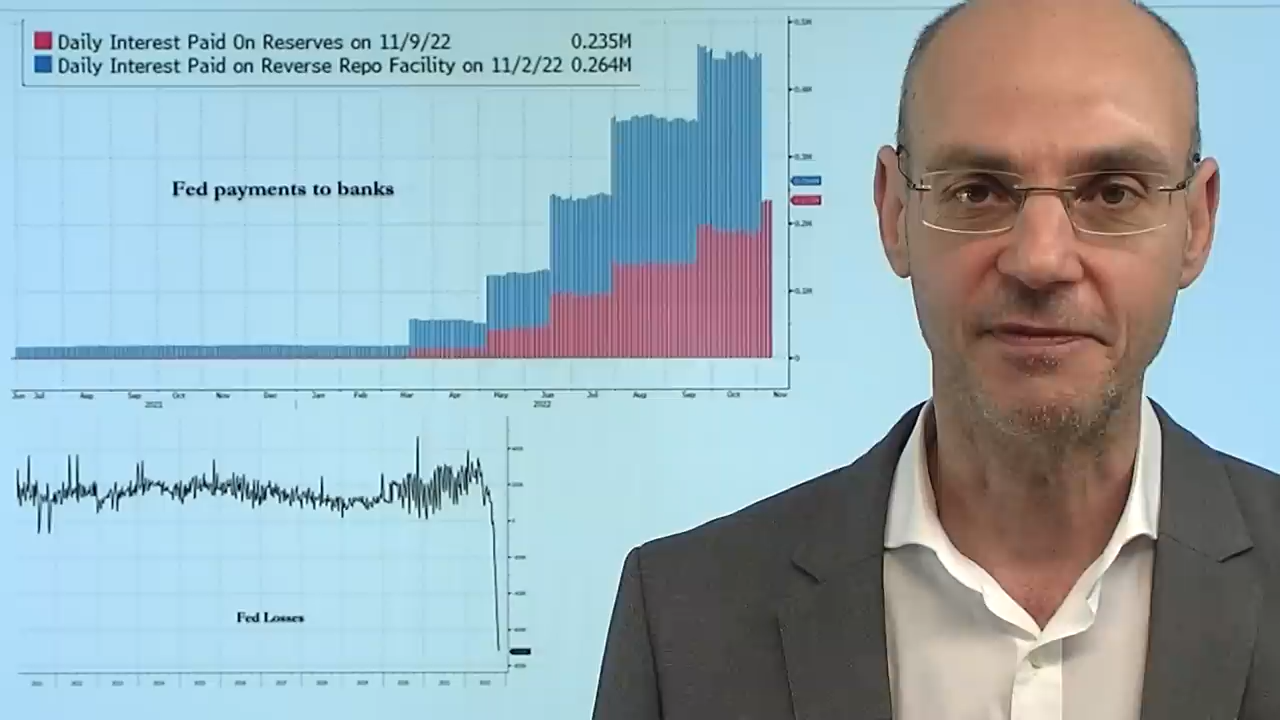 Daily Interest Paid On Reserves on 11/9/22 0.235M
Daily Interest Paid on Reverse Repo Facility on 11/2/22 0.264M
0.5M
0.4M
0.3M
0.2M
0.1M
0
Fed payments to banks
Jun Jul Aug Sep Oct Nov Dec Jan Feb Mar Apr May Jun Jul Aug Sep Oct Nov
2021 2022
Fed Losses